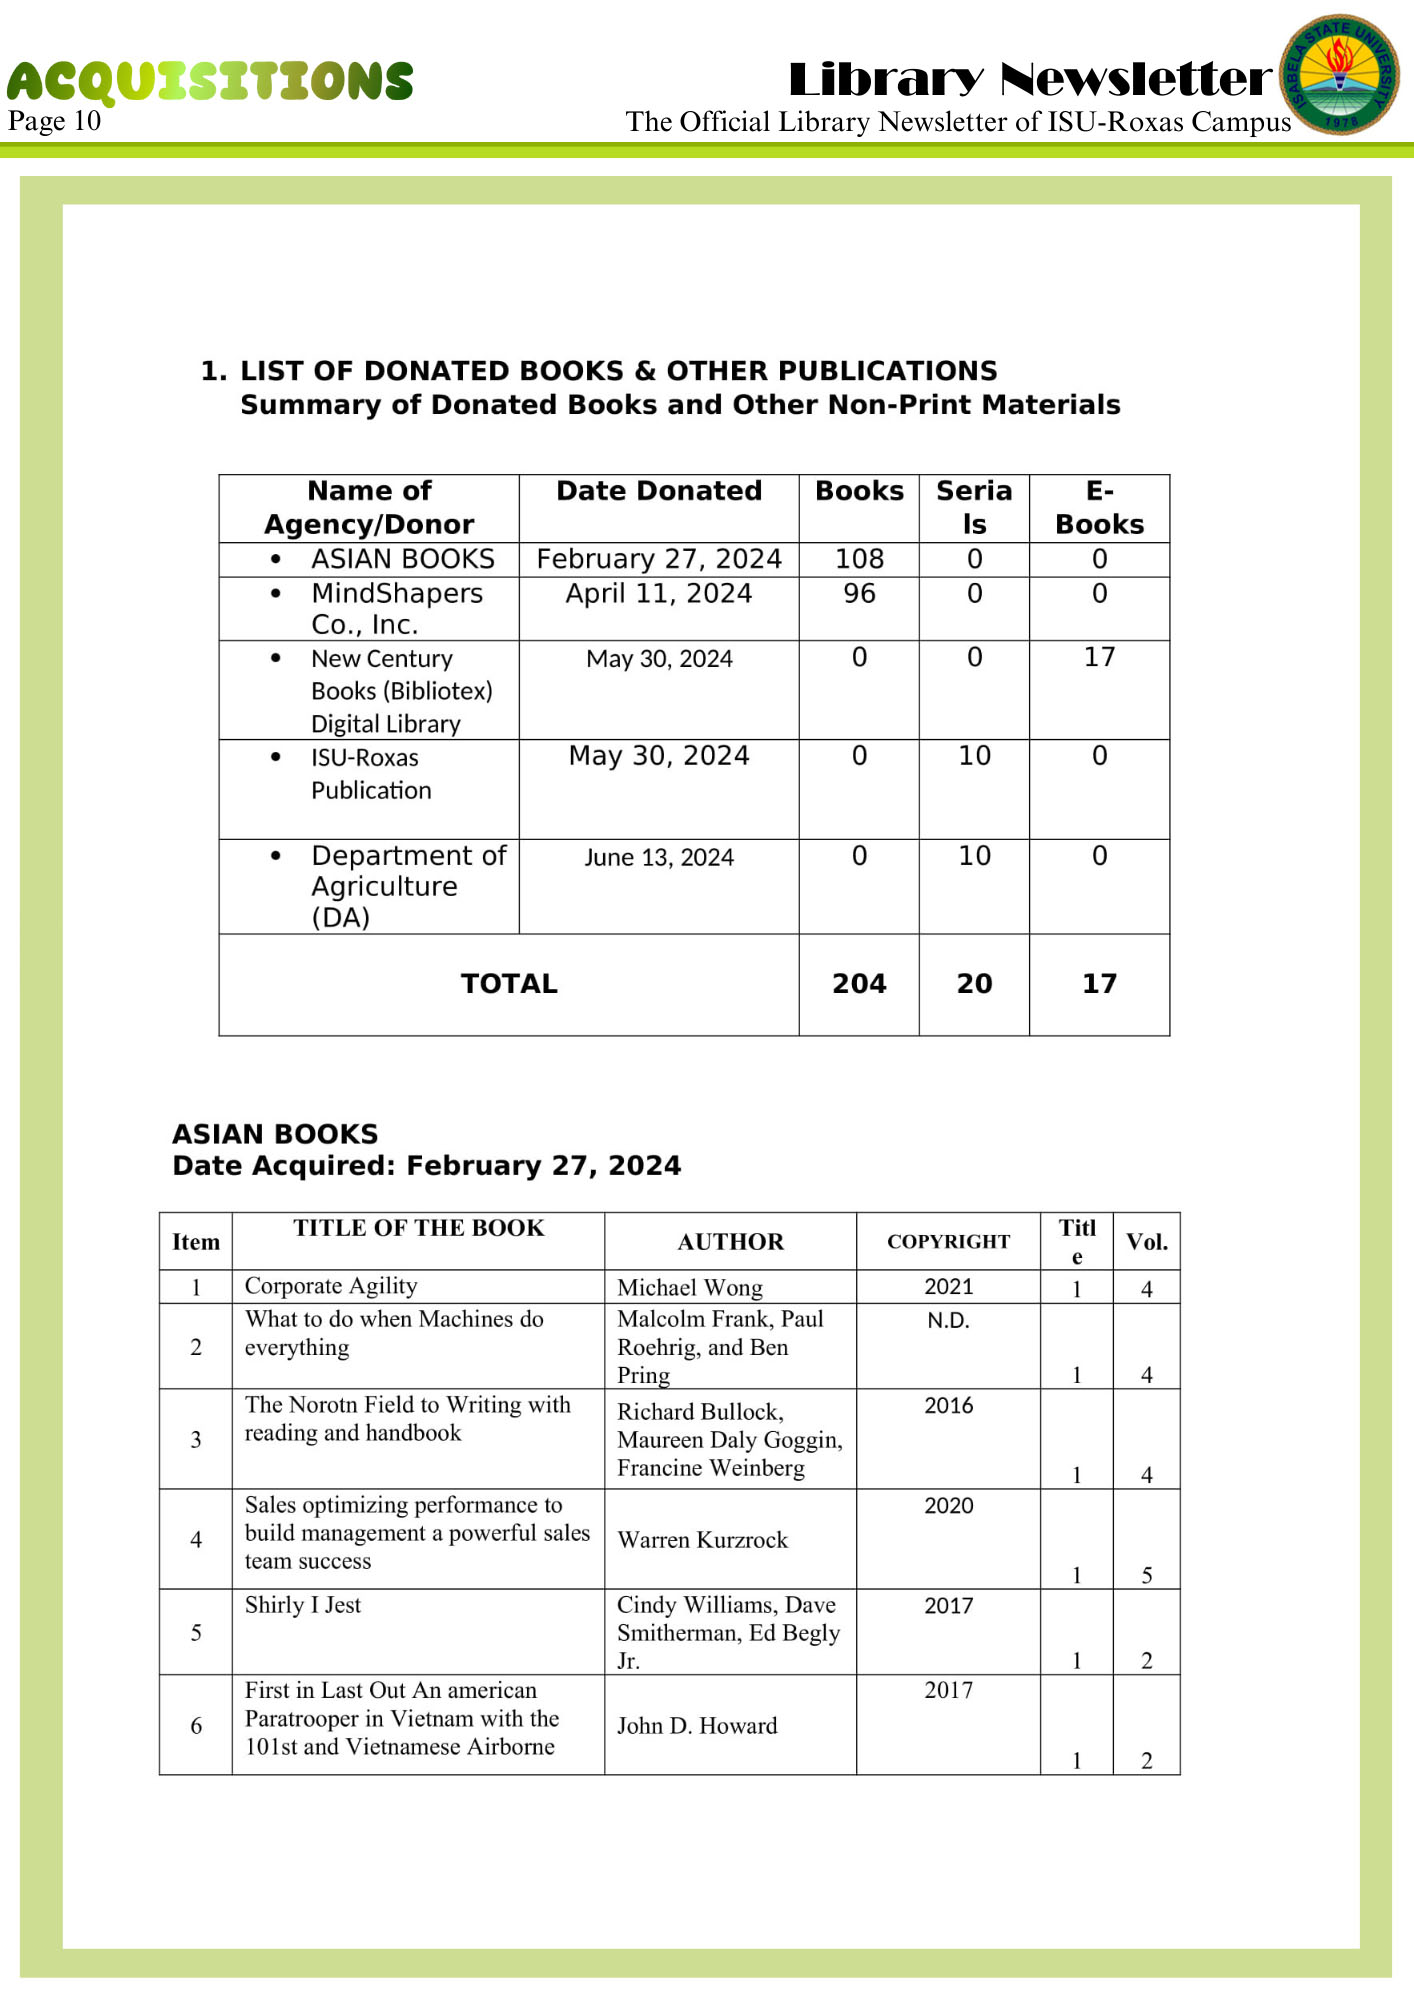 ACQUISITIONS
Page 10
Library Newsletter
The Official Library Newsletter of ISU-Roxas Campus
ISABELA STATE UNIVERSITY
1978
1. LIST OF DONATED BOOKS & OTHER PUBLICATIONS
Summary of Donated Books and Other Non-Print Materials
Name of Agency/Donor Date Donated Books Serials E-Books
• ASIAN BOOKS February 27, 2024 108 0 0
• MindShapers Co., Inc. April 11, 2024 96 0 0
• New Century Books (Bibliotex) Digital Library May 30, 2024 0 0 17
• ISU-Roxas Publication May 30, 2024 0 10 0
• Department of Agriculture (DA) June 13, 2024 0 10 0
TOTAL 204 20 17
ASIAN BOOKS
Date Acquired: February 27, 2024
Item TITLE OF THE BOOK AUTHOR COPYRIGHT Title Vol.
1 Corporate Agility Michael Wong 2021 1 4
2 What to do when Machines do everything Malcolm Frank, Paul Roehrig, and Ben Pring N.D. 1 4
3 The Norotn Field to Writing with reading and handbook Richard Bullock, Maureen Daly Goggin, Francine Weinberg 2016 1 4
4 Sales optimizing performance to build management a powerful sales team success Warren Kurzrock 2020 1 5
5 Shirly I Jest Cindy Williams, Dave Smitherman, Ed Begly Jr. 2017 1 2
6 First in Last Out An american Paratrooper in Vietnam with the 101st and Vietnamese Airborne John D. Howard 2017 1 2